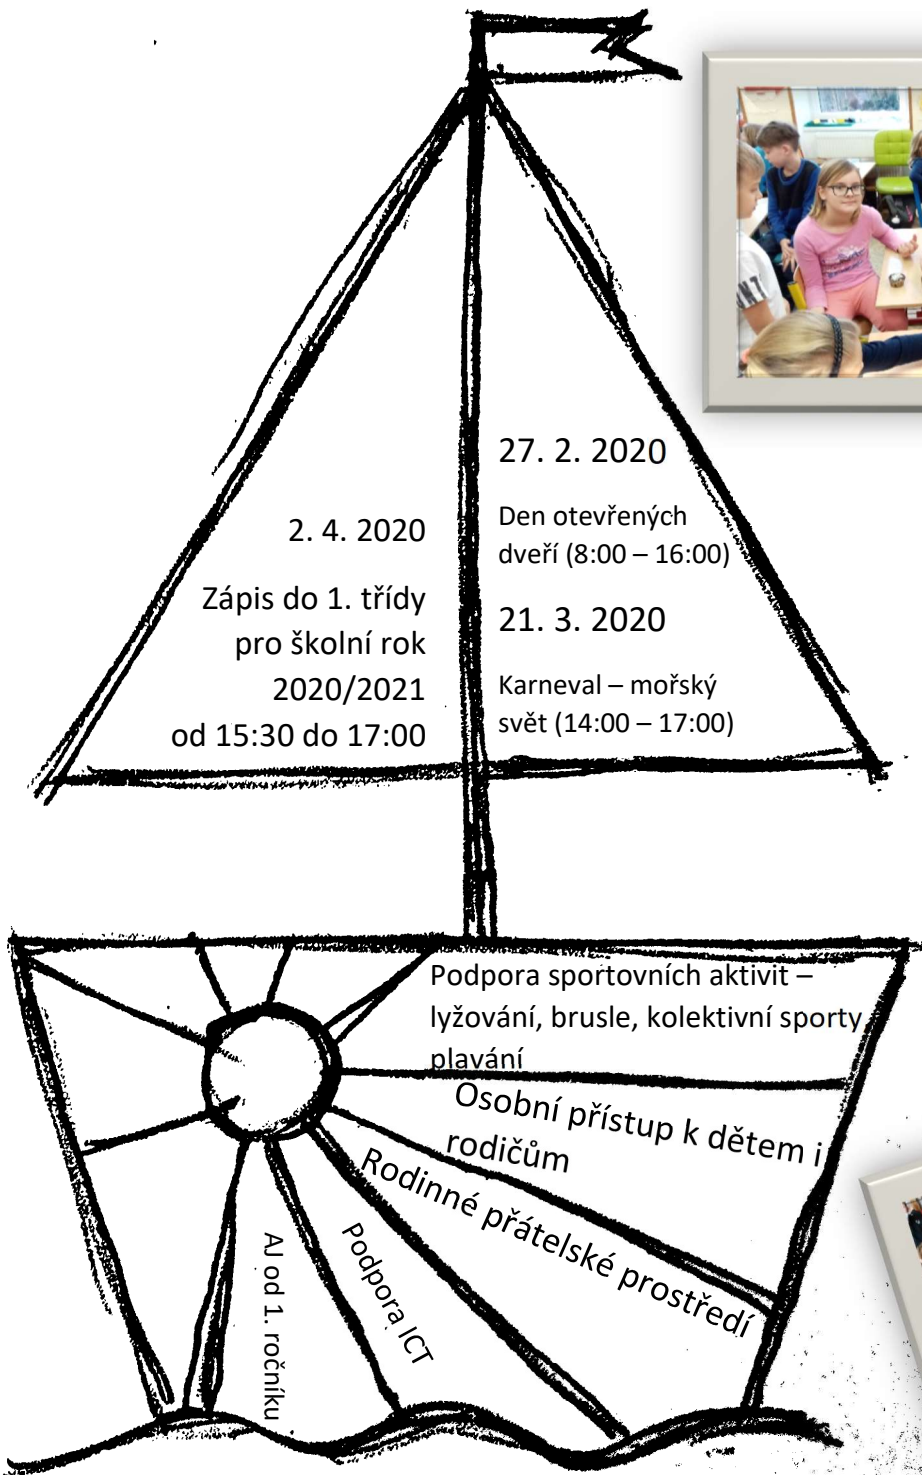 2. 4. 2020
Zápis do 1. třídy
pro školní rok
2020/2021
od 15:30 do 17:00
27. 2. 2020
Den otevřených
dveří (8:00 – 16:00)
21. 3. 2020
Karneval – mořský
svět (14:00 – 17:00)
Podpora sportovních aktivit –
lyžování, brusle, kolektivní sporty,
plavání
Osobní přístup k dětem i
rodičům
Rodinné přátelské prostředí
Podpora ICT
AJ od 1. ročníku